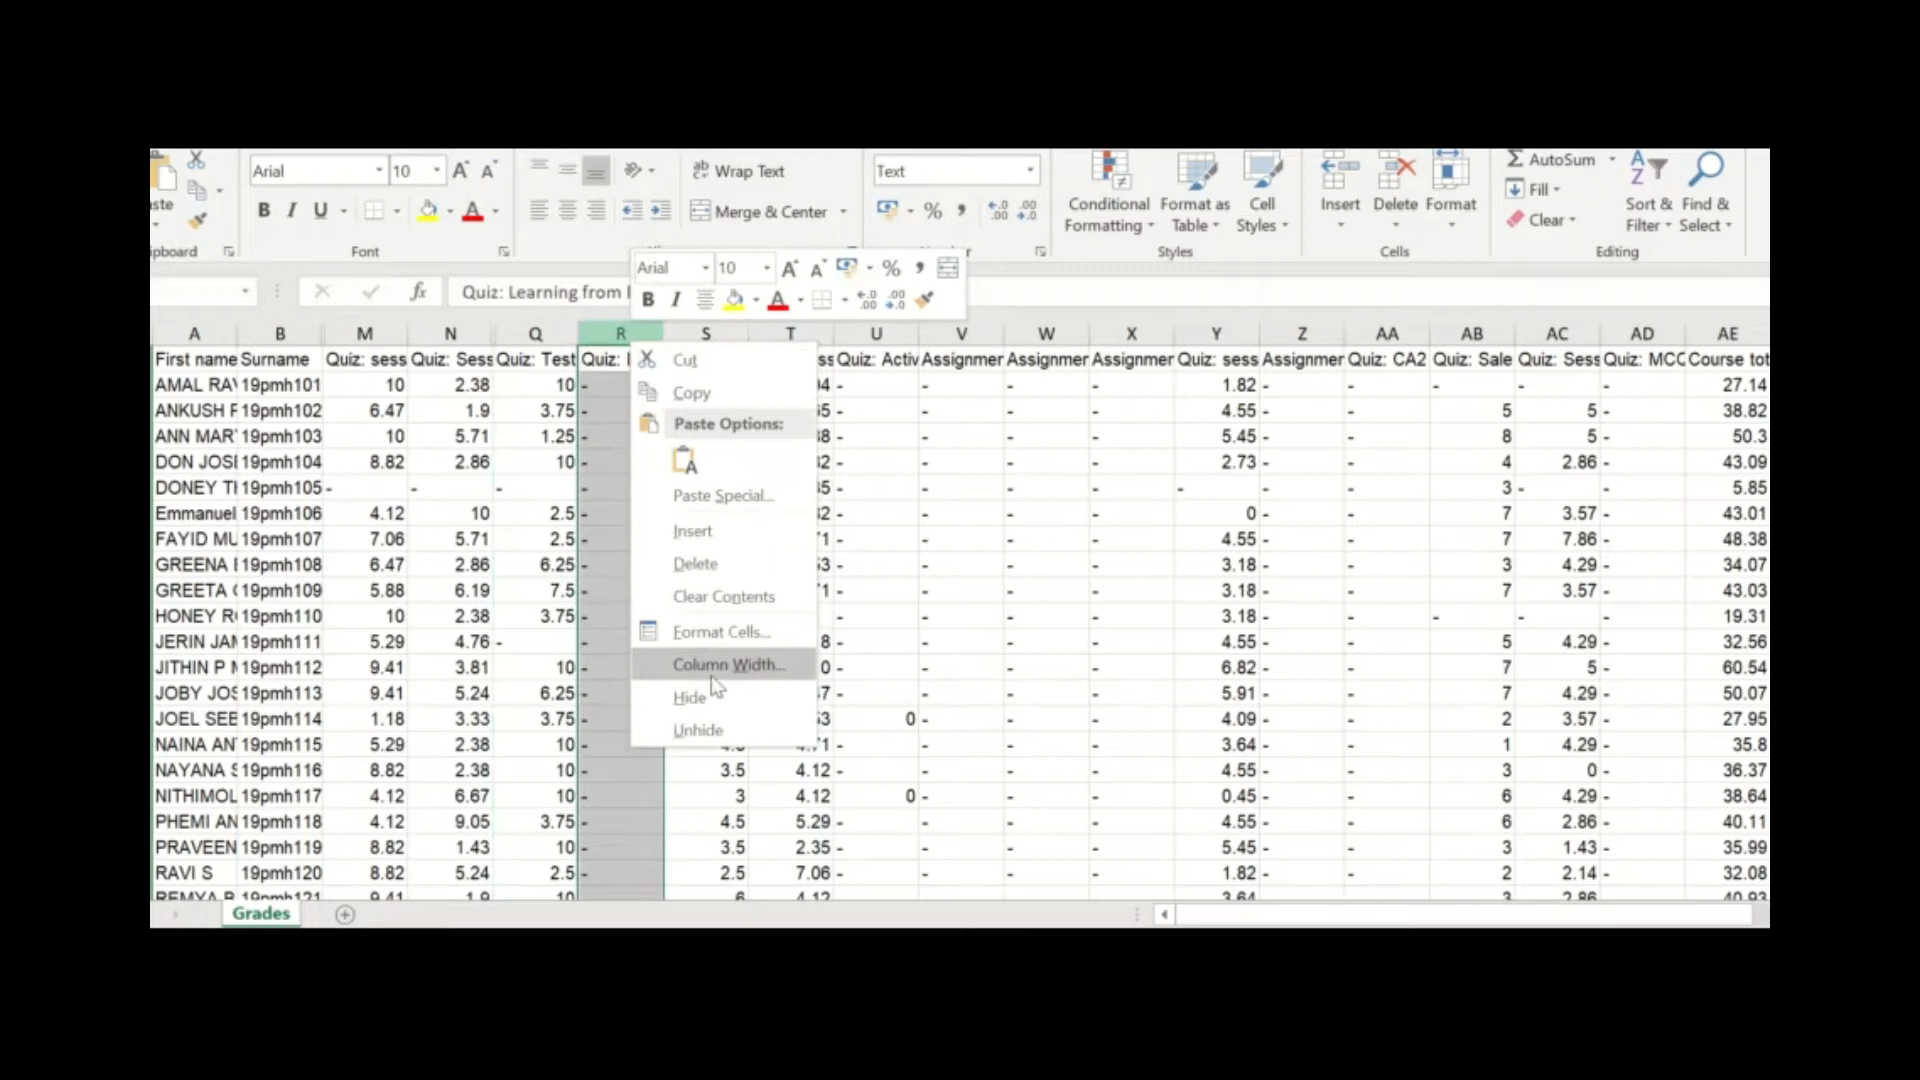 Arial 10 Wrap Text Text AutoSum
B I U Merge & Center % Conditional Formatting Format as Table Cell Styles Insert Delete Format Fill Clear Sort & Filter Find & Select
Font Styles Cells Editing
Arial 10 %
fx Quiz: Learning from
B I A
A B M N Q R S T U V W X Y Z AA AB AC AD AE
First name Surname Quiz: sess Quiz: Sess Quiz: Test Quiz: Quiz: Activ Assignmer Assignmer Assignmer Quiz: sess Assignmer Quiz: CA2 Quiz: Sale Quiz: Sess Quiz: MCC Course tot
AMAL 19pmh101 10 2.38 10 - - - - - 1.82 - - - - - 27.14
ANKUSH 19pmh102 6.47 1.9 3.75 - - - - - 4.55 - - 5 5 - 38.82
ANN MAR 19pmh103 10 5.71 1.25 - - - - - 5.45 - - 8 5 - 50.3
DON JOS 19pmh104 8.82 2.86 10 - - - - - 2.73 - - 4 2.86 - 43.09
DONEY 19pmh105 - - - - - - - - - - - 3 - - 5.85
Emmanuel 19pmh106 4.12 10 2.5 - - - - - 0 - - 7 3.57 - 43.01
FAYID MU 19pmh107 7.06 5.71 2.5 - - - - - 4.55 - - 7 7.86 - 48.38
GREENA 19pmh108 6.47 2.86 6.25 - - - - - 3.18 - - 3 4.29 - 34.07
GREETA 19pmh109 5.88 6.19 7.5 - - - - - 3.18 - - 7 3.57 - 43.03
HONEY 19pmh110 10 2.38 3.75 - - - - - 3.18 - - - - - 19.31
JERIN JAM 19pmh111 5.29 4.76 - - 8 - - - - 4.55 - - 5 4.29 - 32.56
JITHIN P 19pmh112 9.41 3.81 10 - 0 - - - - 6.82 - - 7 5 - 60.54
JOBY JOS 19pmh113 9.41 5.24 6.25 - - - - - 5.91 - - 7 4.29 - 50.07
JOEL SEB 19pmh114 1.18 3.33 3.75 - 0 - - - 4.09 - - 2 3.57 - 27.95
NAINA AN 19pmh115 5.29 2.38 10 - - - - - 3.64 - - 1 4.29 - 35.8
NAYANA 19pmh116 8.82 2.38 10 - 3.5 4.12 - - - - 4.55 - - 3 0 - 36.37
NITHIMOL 19pmh117 4.12 6.67 10 - 3 4.12 0 - - - 0.45 - - 6 4.29 - 38.64
PHEMI AN 19pmh118 4.12 9.05 3.75 - 4.5 5.29 - - - - 4.55 - - 6 2.86 - 40.11
PRAVEEN 19pmh119 8.82 1.43 10 - 3.5 2.35 - - - - 5.45 - - 3 1.43 - 35.99
RAVI S 19pmh120 8.82 5.24 2.5 - 2.5 7.06 - - - - 1.82 - - 2 2.14 - 32.08
REMYA 19pmh121 9.41 1.9 10 6 4.12 3.64 3 2.86 40.93
Cut
Copy
Paste Options:
Paste Special...
Insert
Delete
Clear Contents
Format Cells...
Column Width...
Hide
Unhide
Grades